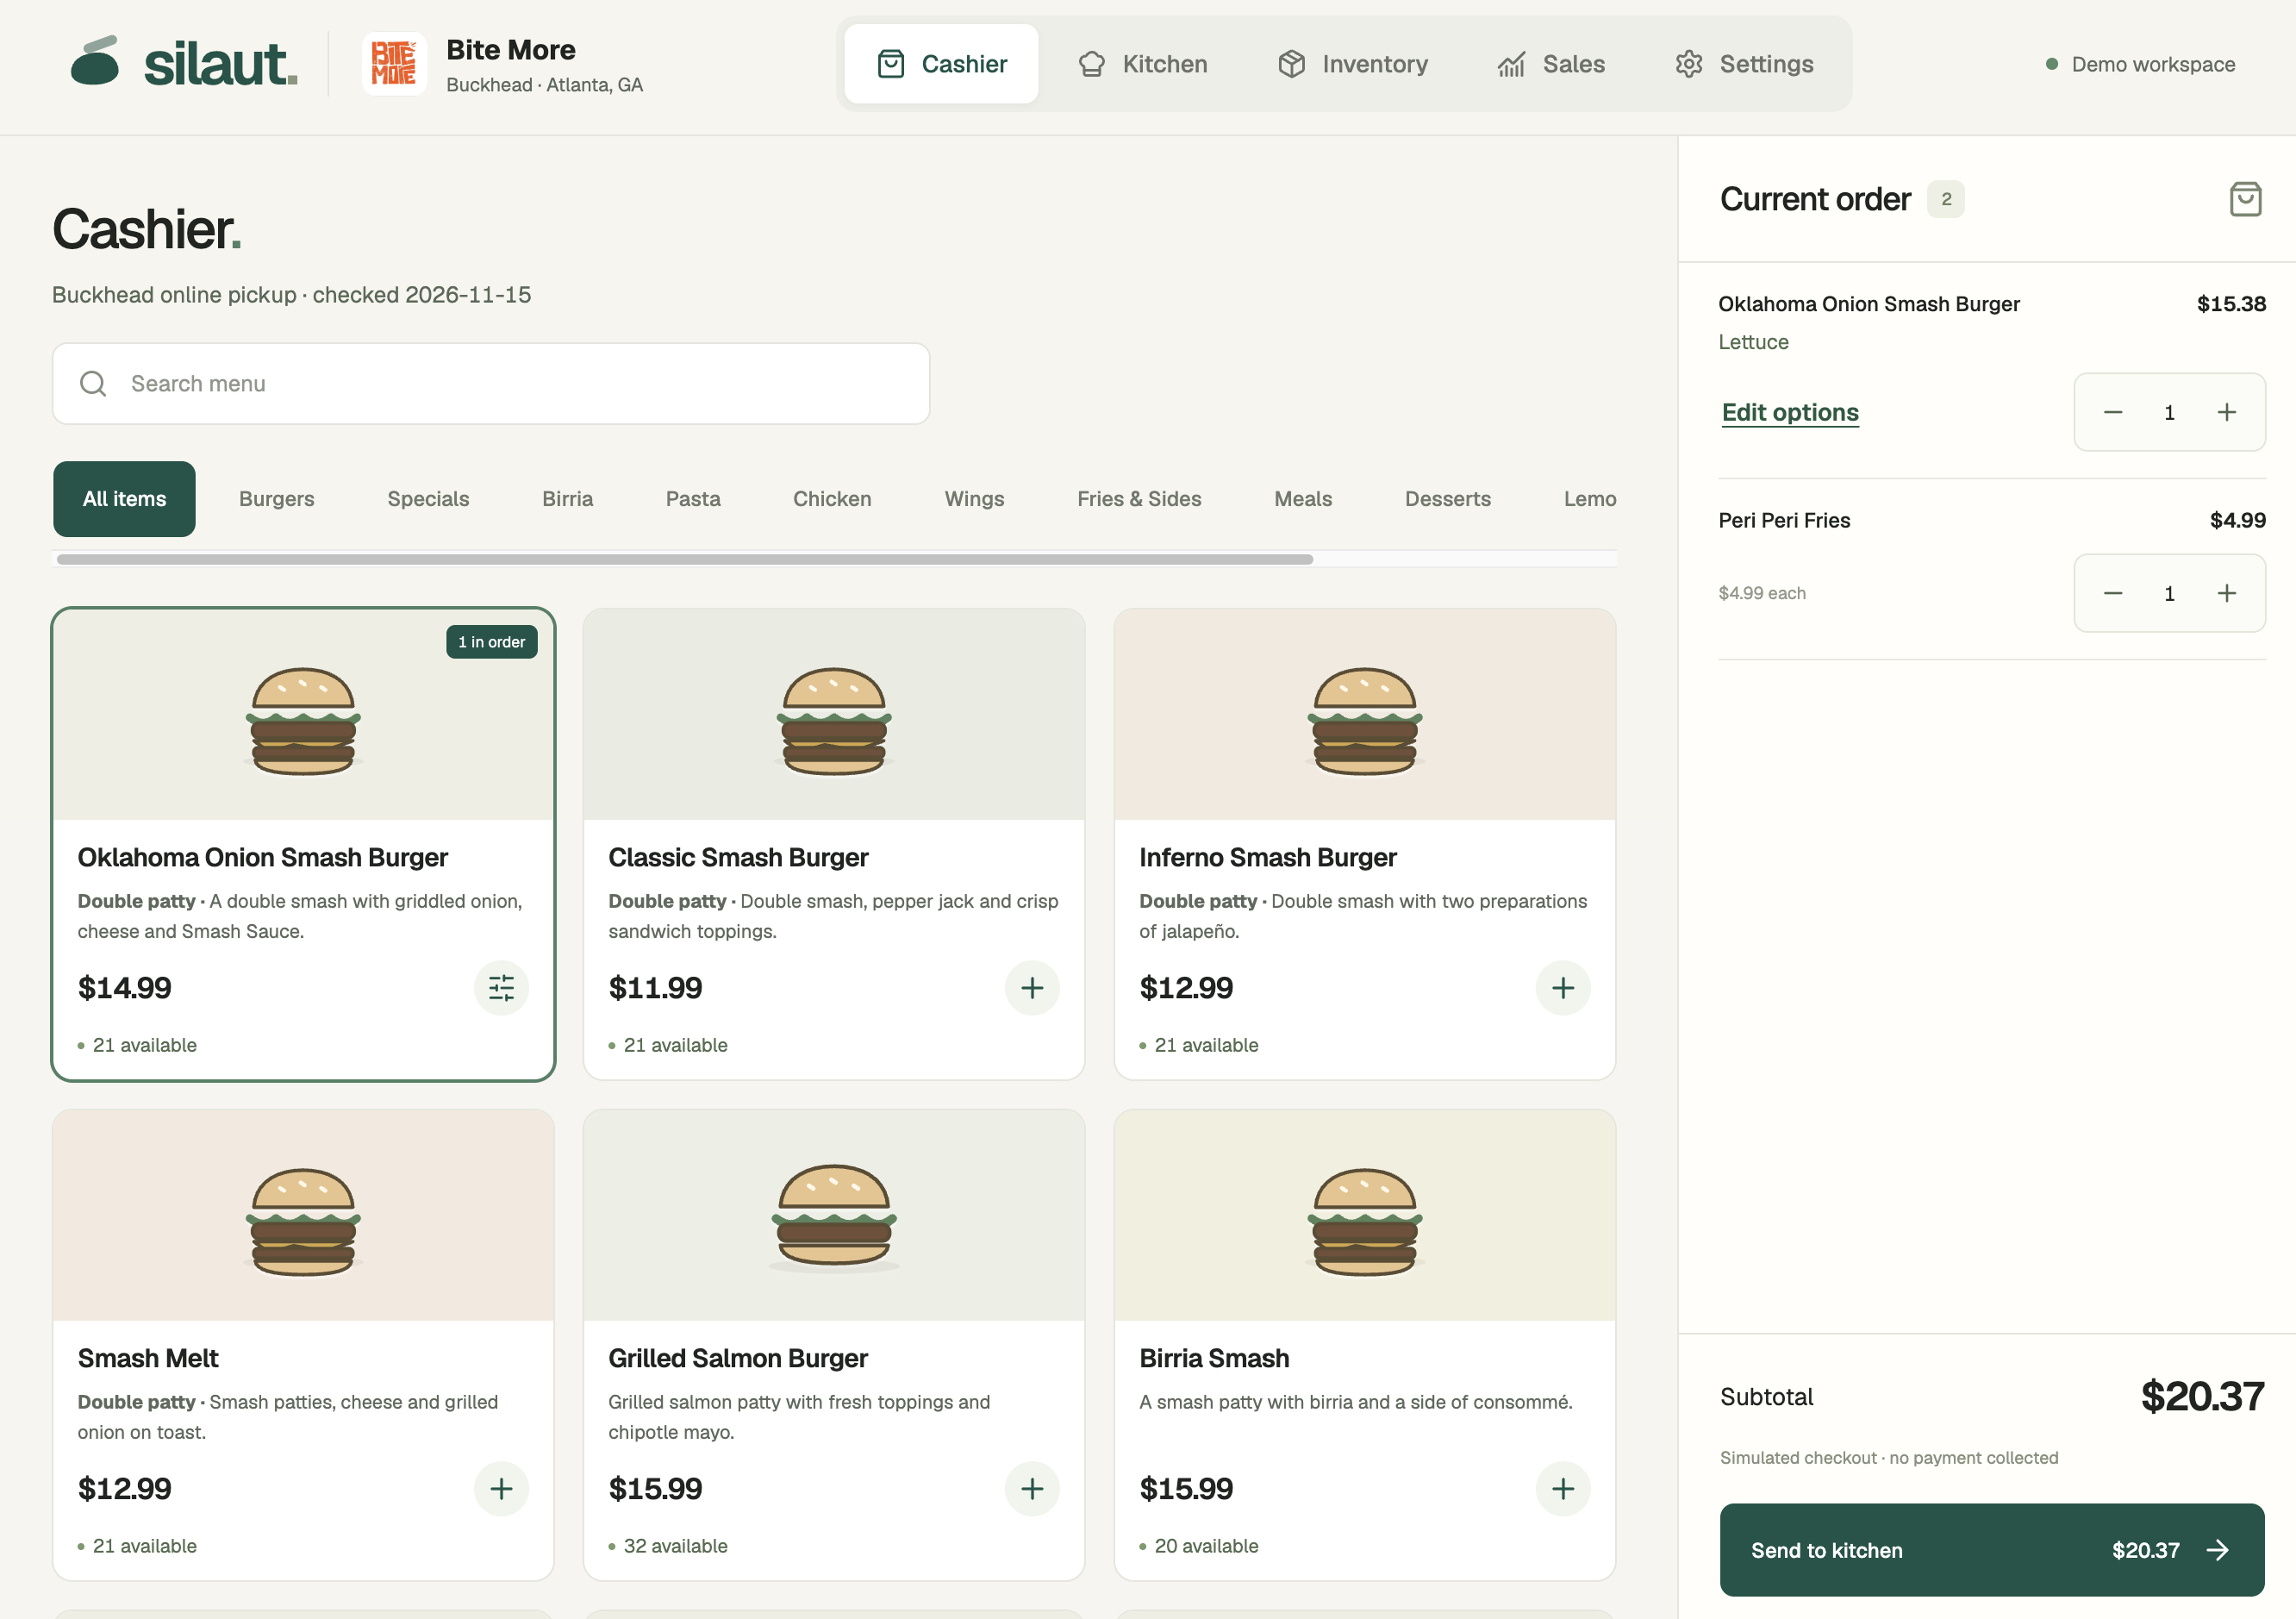 silaut.
BITE
MORE
Bite More
Buckhead · Atlanta, GA
Cashier
Kitchen
Inventory
Sales
Settings
Demo workspace
Cashier.
Buckhead online pickup · checked 2026-11-15
Search menu
All items
Burgers
Specials
Birria
Pasta
Chicken
Wings
Fries & Sides
Meals
Desserts
Lemo
1 in order
Oklahoma Onion Smash Burger
Double patty · A double smash with griddled onion,
cheese and Smash Sauce.
$14.99
21 available
Classic Smash Burger
Double patty · Double smash, pepper jack and crisp
sandwich toppings.
$11.99
21 available
Inferno Smash Burger
Double patty · Double smash with two preparations
of jalapeño.
$12.99
21 available
Smash Melt
Double patty · Smash patties, cheese and grilled
onion on toast.
$12.99
21 available
Grilled Salmon Burger
Grilled salmon patty with fresh toppings and
chipotle mayo.
$15.99
32 available
Birria Smash
A smash patty with birria and a side of consommé.
$15.99
20 available
Current order 2
Oklahoma Onion Smash Burger $15.38
Lettuce
Edit options
− 1 +
Peri Peri Fries $4.99
$4.99 each
− 1 +
Subtotal $20.37
Simulated checkout · no payment collected
Send to kitchen $20.37 →